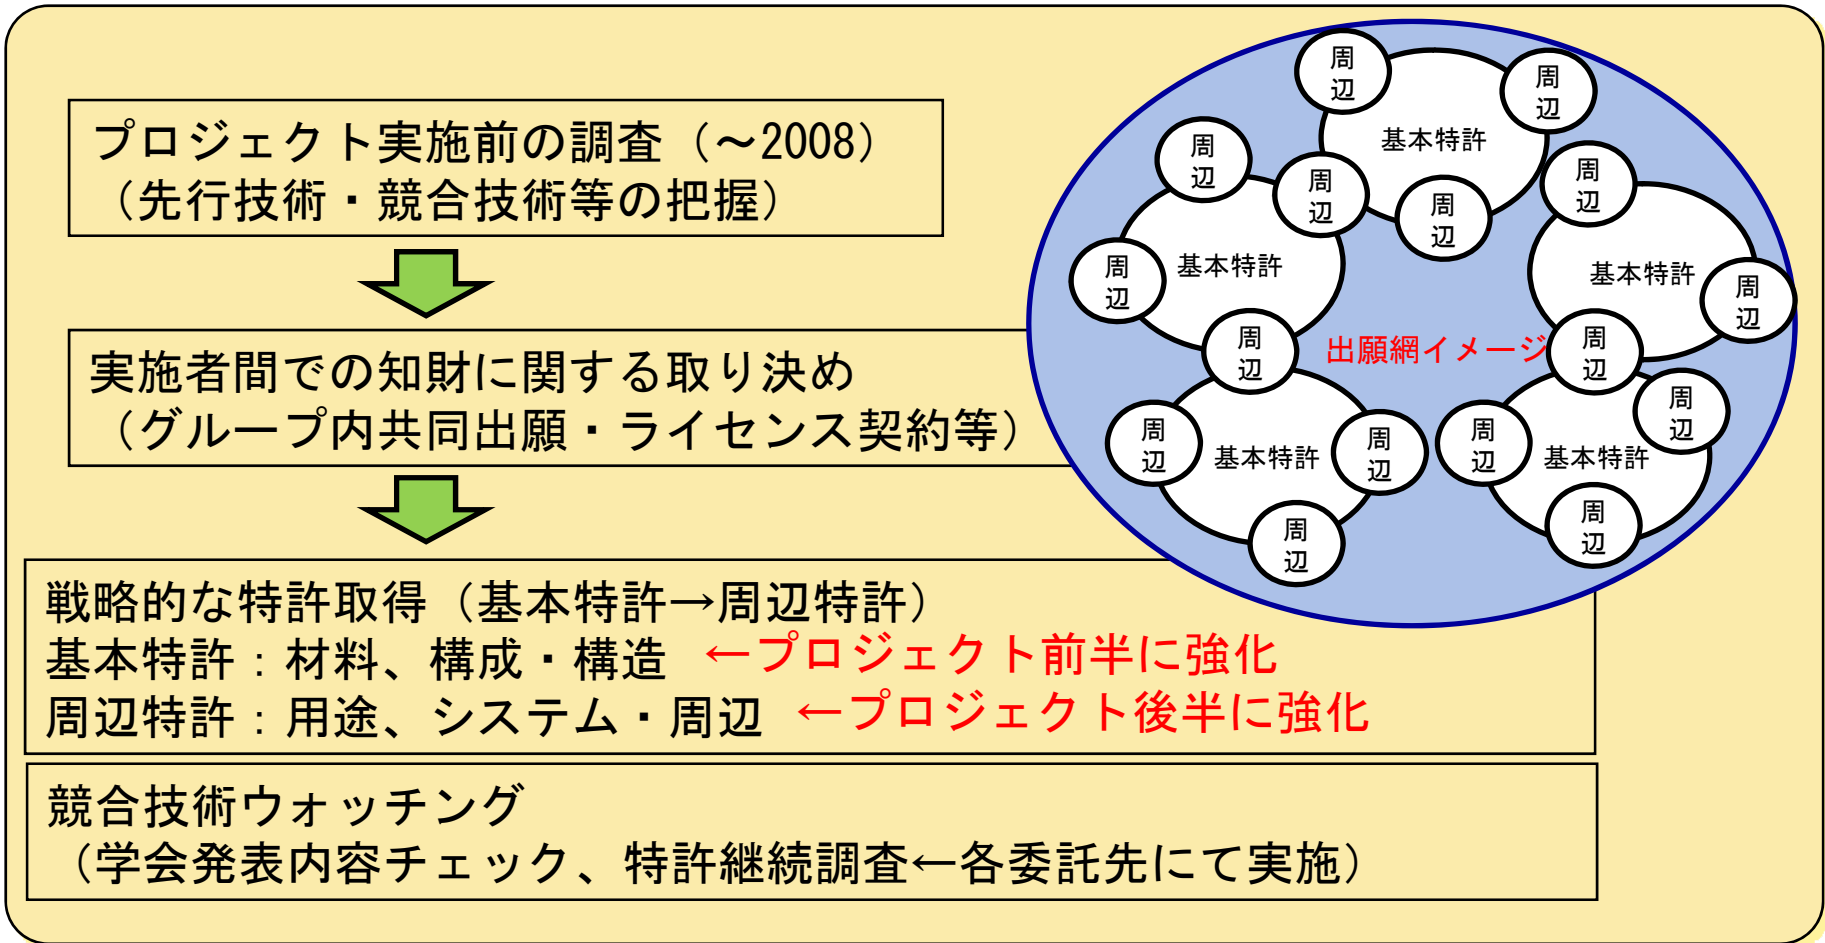 プロジェクト実施前の調査（～2008）
（先行技術・競合技術等の把握）
実施者間での知財に関する取り決め
（グループ内共同出願・ライセンス契約等）
戦略的な特許取得（基本特許→周辺特許）
基本特許：材料、構成・構造 ←プロジェクト前半に強化
周辺特許：用途、システム・周辺 ←プロジェクト後半に強化
競合技術ウォッチング
（学会発表内容チェック、特許継続調査←各委託先にて実施）
周辺
周辺
基本特許
周辺
周辺
周辺
周辺
基本特許
周辺
基本特許
周辺
周辺
出願網イメージ
周辺
周辺
基本特許
周辺
周辺
周辺
基本特許
周辺
周辺